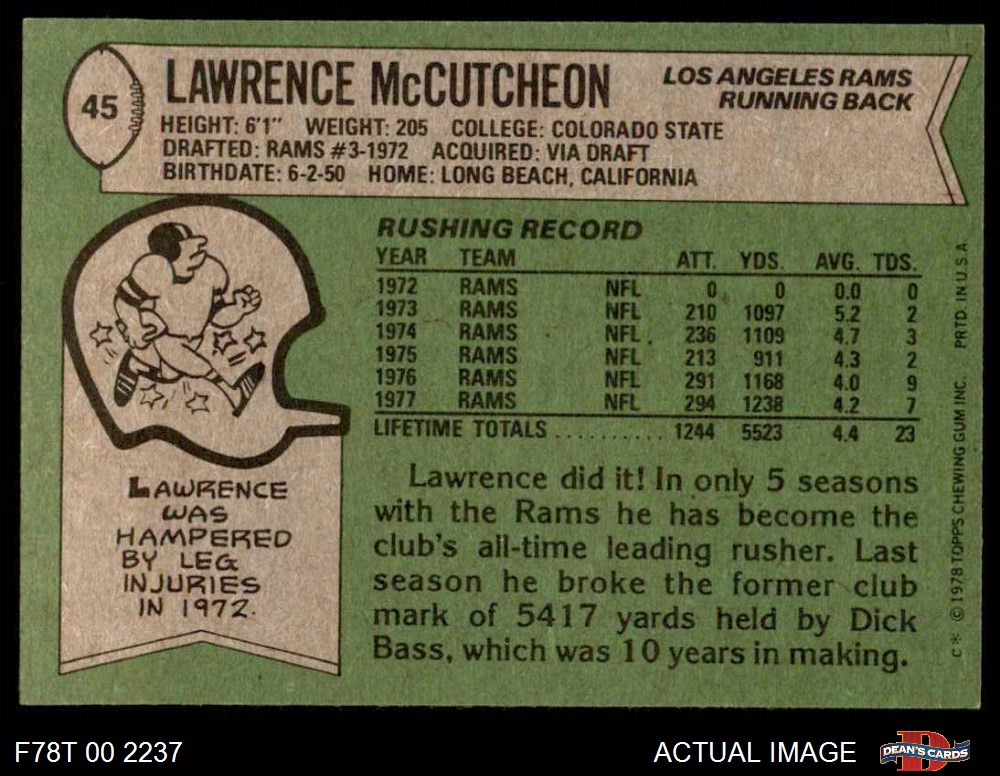 45
LAWRENCE McCUTCHEON
LOS ANGELES RAMS
RUNNING BACK
HEIGHT: 6'1" WEIGHT: 205 COLLEGE: COLORADO STATE
DRAFTED: RAMS #3-1972 ACQUIRED: VIA DRAFT
BIRTHDATE: 6-2-50 HOME: LONG BEACH, CALIFORNIA
RUSHING RECORD
YEAR TEAM ATT. YDS. AVG. TDS.
1972 RAMS NFL 0 0 0.0 0
1973 RAMS NFL 210 1097 5.2 2
1974 RAMS NFL 236 1109 4.7 3
1975 RAMS NFL 213 911 4.3 2
1976 RAMS NFL 291 1168 4.0 9
1977 RAMS NFL 294 1238 4.2 7
LIFETIME TOTALS .......... 1244 5523 4.4 23
LAWRENCE
WAS
HAMPERED
BY LEG
INJURIES
IN 1972.
Lawrence did it! In only 5 seasons
with the Rams he has become the
club's all-time leading rusher. Last
season he broke the former club
mark of 5417 yards held by Dick
Bass, which was 10 years in making.
C* © 1978 TOPPS CHEWING GUM INC. PRTD. IN U.S.A.
F78T 00 2237
ACTUAL IMAGE
D
DEAN'S CARDS